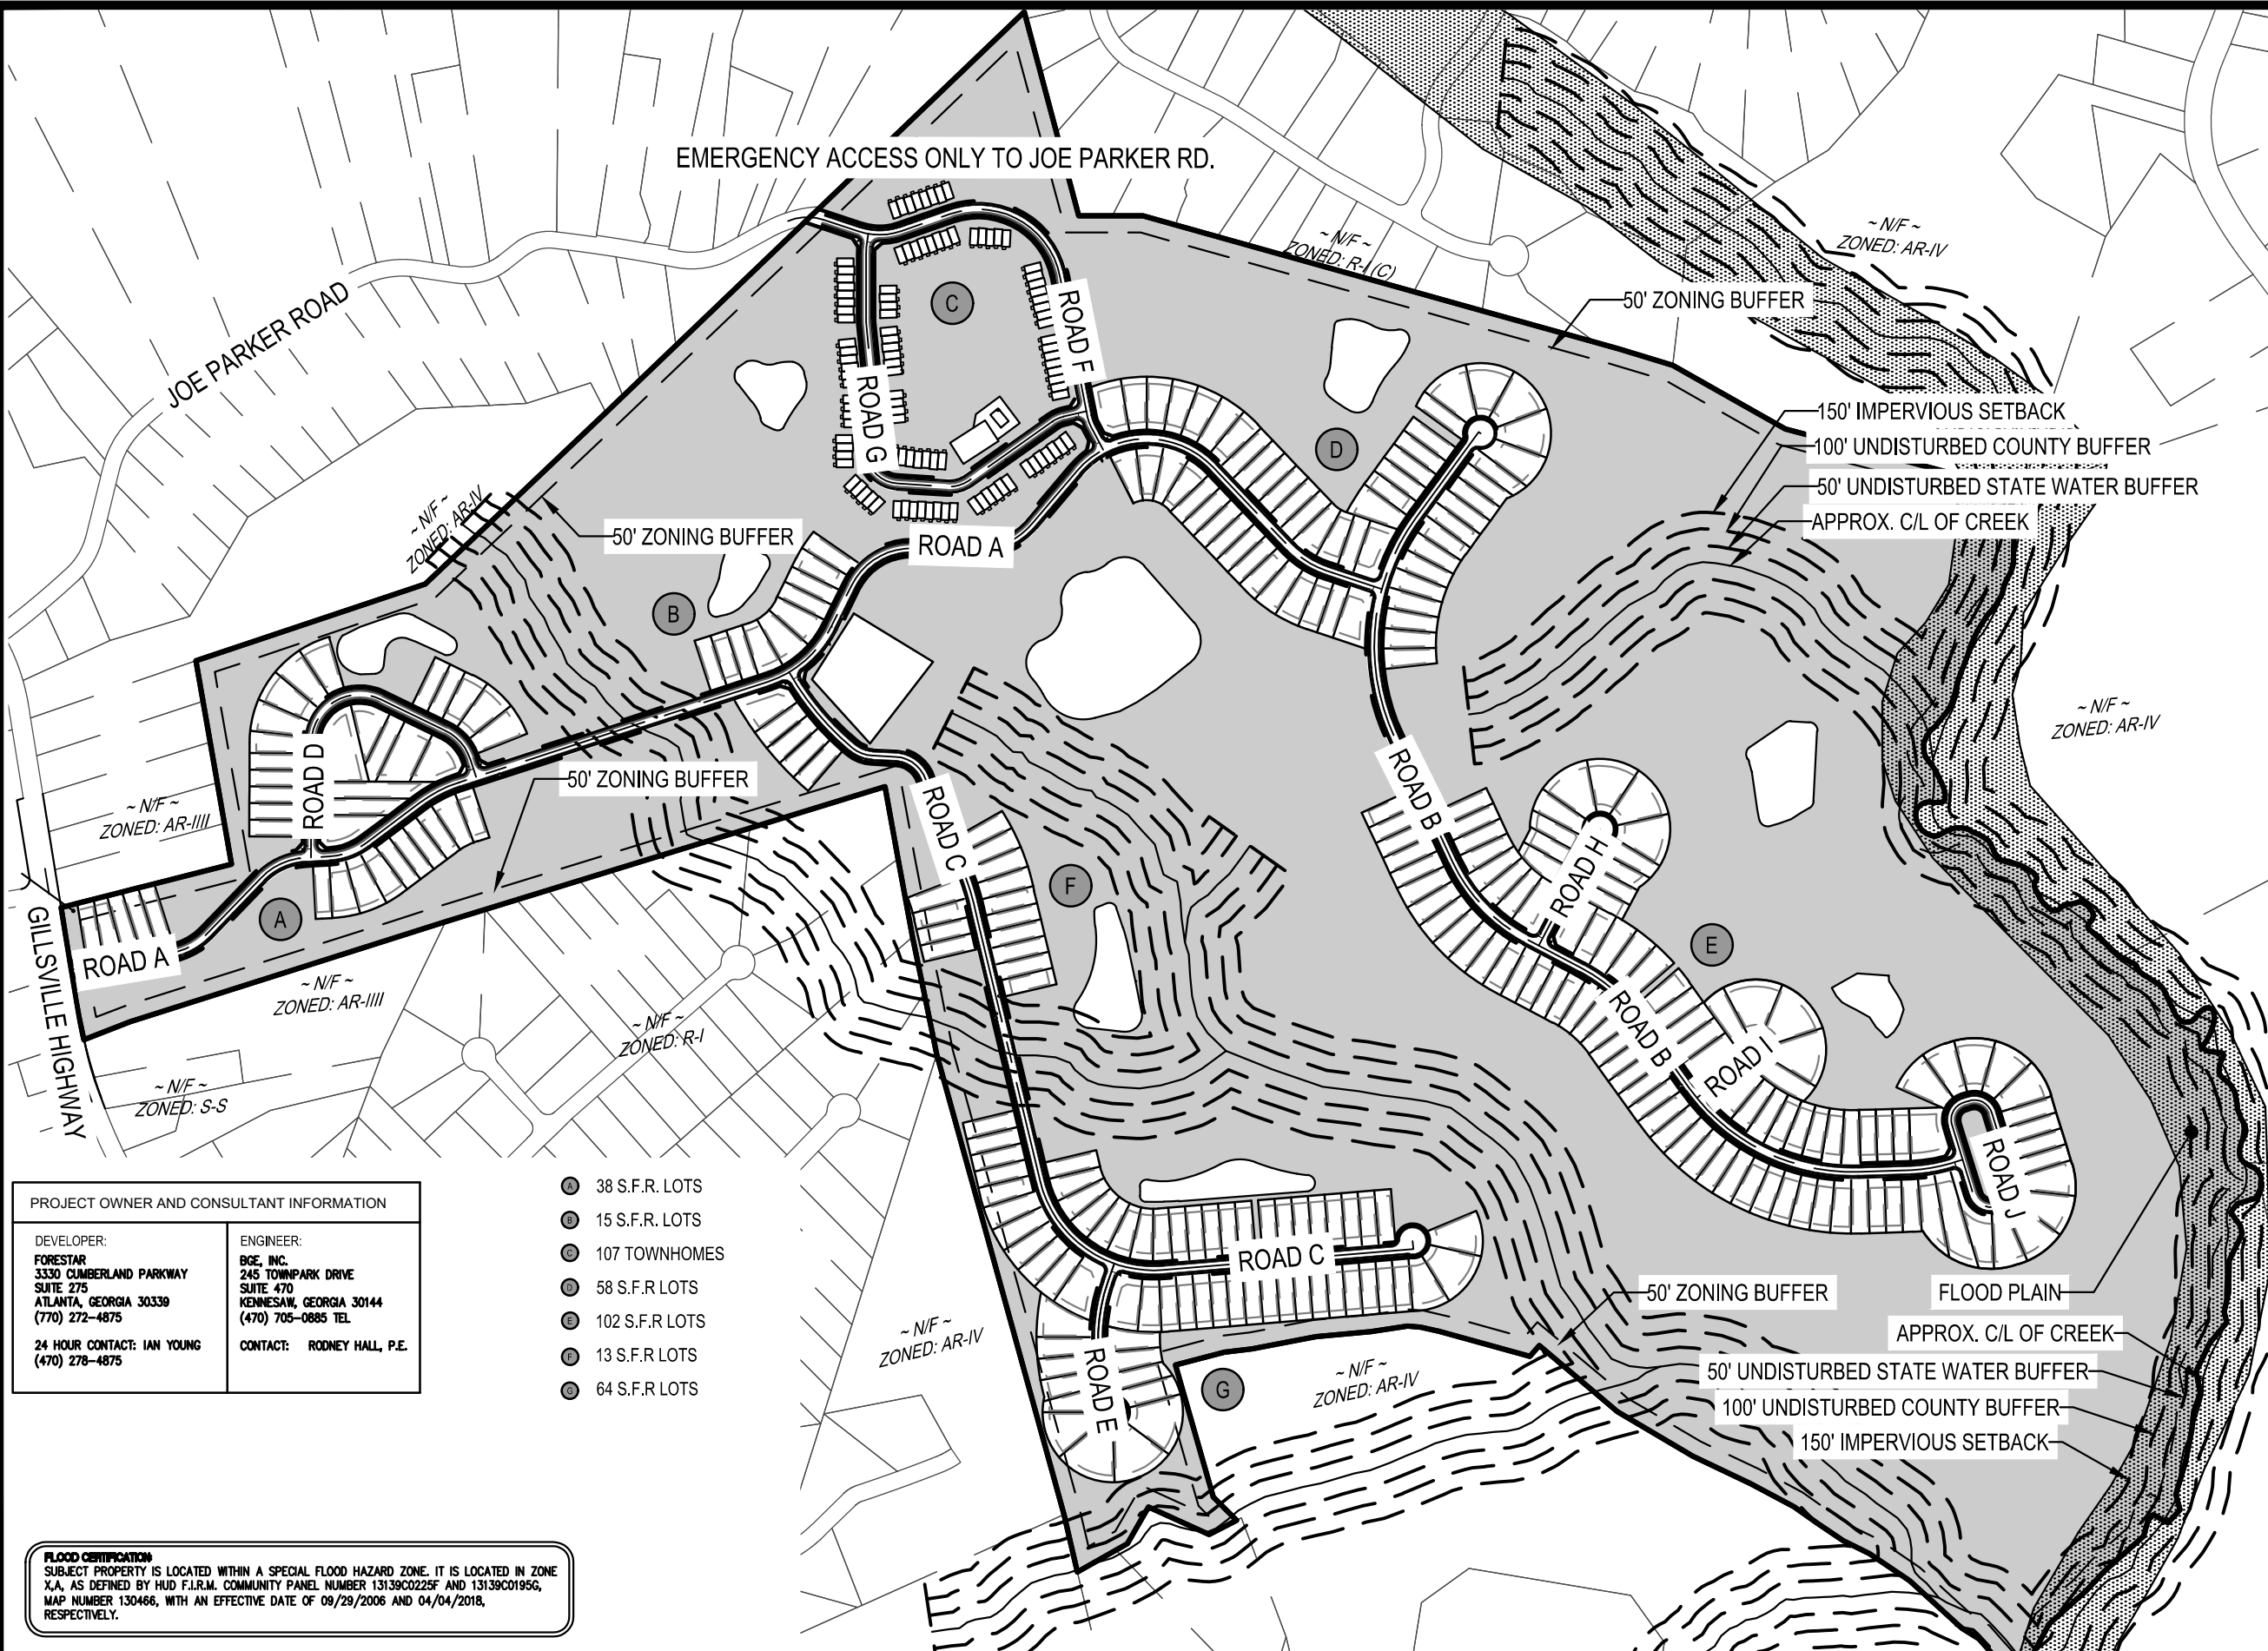 EMERGENCY ACCESS ONLY TO JOE PARKER RD.
~ N/F ~
ZONED: AR-IV
~ N/F ~
ZONED: R-I (C)
50' ZONING BUFFER
JOE PARKER ROAD
C
ROAD F
ROAD G
D
150' IMPERVIOUS SETBACK
100' UNDISTURBED COUNTY BUFFER
50' UNDISTURBED STATE WATER BUFFER
APPROX. C/L OF CREEK
~ N/F ~
ZONED: AR-IV
50' ZONING BUFFER
ROAD A
B
~ N/F ~
ZONED: AR-IV
ROAD D
50' ZONING BUFFER
ROAD B
~ N/F ~
ZONED: AR-IIII
ROAD C
ROAD H
F
A
E
GILLSVILLE HIGHWAY
ROAD A
~ N/F ~
ZONED: AR-IIII
~ N/F ~
ZONED: R-I
ROAD B
ROAD I
~ N/F ~
ZONED: S-S
ROAD J
ROAD C
50' ZONING BUFFER
FLOOD PLAIN
APPROX. C/L OF CREEK
50' UNDISTURBED STATE WATER BUFFER
100' UNDISTURBED COUNTY BUFFER
150' IMPERVIOUS SETBACK
~ N/F ~
ZONED: AR-IV
ROAD E
G
~ N/F ~
ZONED: AR-IV
A 38 S.F.R. LOTS
B 15 S.F.R. LOTS
C 107 TOWNHOMES
D 58 S.F.R LOTS
E 102 S.F.R LOTS
F 13 S.F.R LOTS
G 64 S.F.R LOTS
PROJECT OWNER AND CONSULTANT INFORMATION
DEVELOPER:
FORESTAR
3330 CUMBERLAND PARKWAY
SUITE 275
ATLANTA, GEORGIA 30339
(770) 272-4875
24 HOUR CONTACT: IAN YOUNG
(470) 278-4875
ENGINEER:
BGE, INC.
245 TOWNPARK DRIVE
SUITE 470
KENNESAW, GEORGIA 30144
(470) 705-0885 TEL
CONTACT: RODNEY HALL, P.E.
FLOOD CERTIFICATION
SUBJECT PROPERTY IS LOCATED WITHIN A SPECIAL FLOOD HAZARD ZONE. IT IS LOCATED IN ZONE
X,A, AS DEFINED BY HUD F.I.R.M. COMMUNITY PANEL NUMBER 13139C0225F AND 13139C0195G,
MAP NUMBER 130466, WITH AN EFFECTIVE DATE OF 09/29/2006 AND 04/04/2018,
RESPECTIVELY.